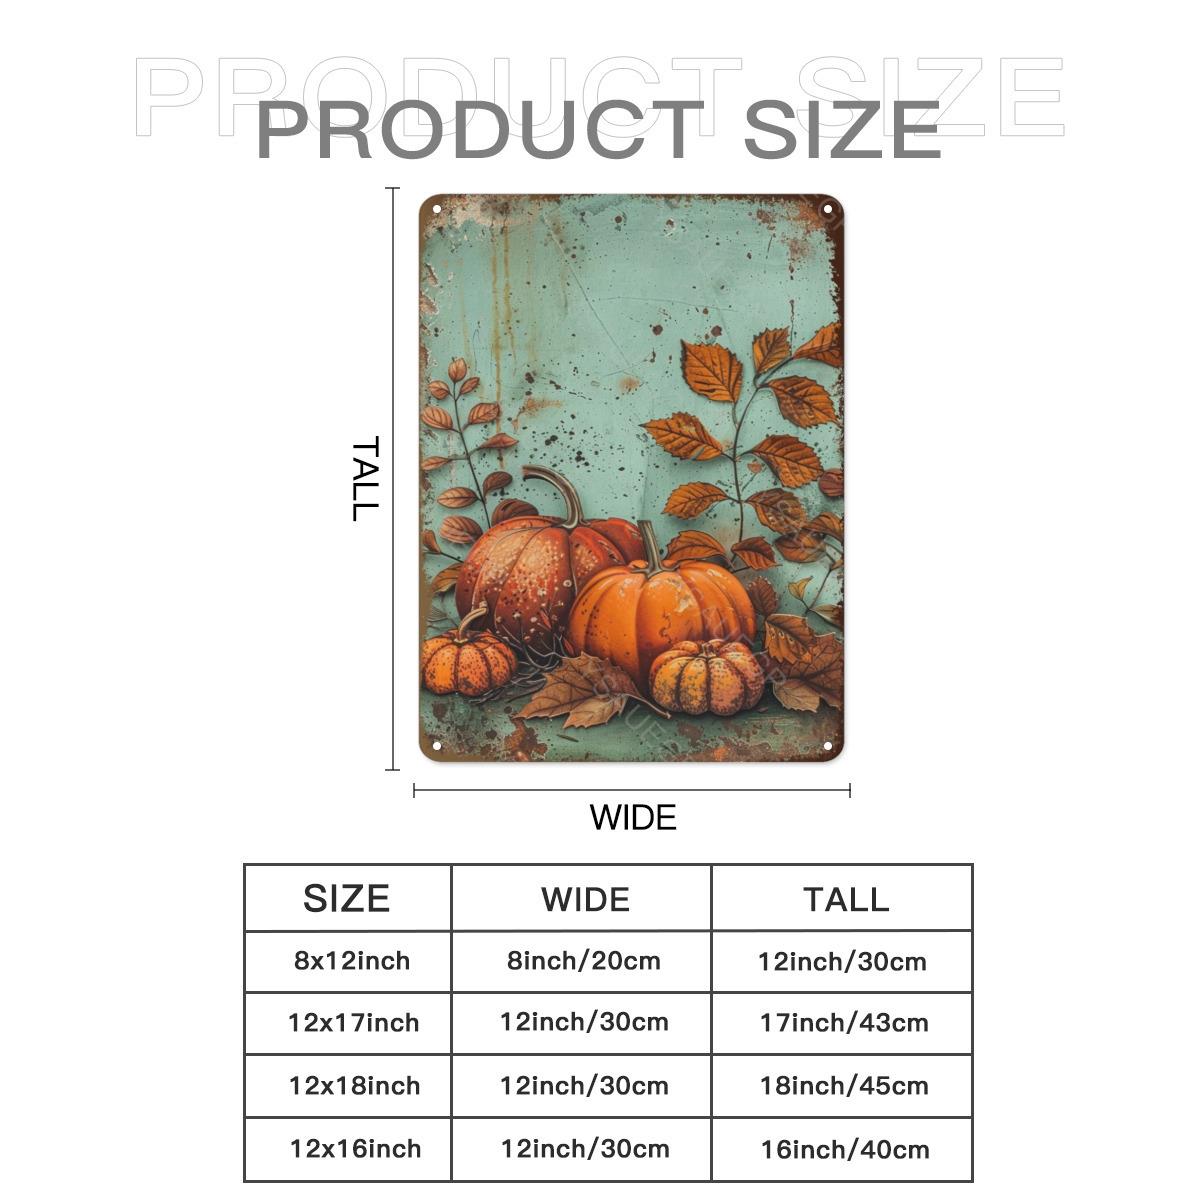 PRODUCT SIZE
PRODUCT SIZE
TALL
WIDE
SIZE WIDE TALL
8x12inch 8inch/20cm 12inch/30cm
12x17inch 12inch/30cm 17inch/43cm
12x18inch 12inch/30cm 18inch/45cm
12x16inch 12inch/30cm 16inch/40cm